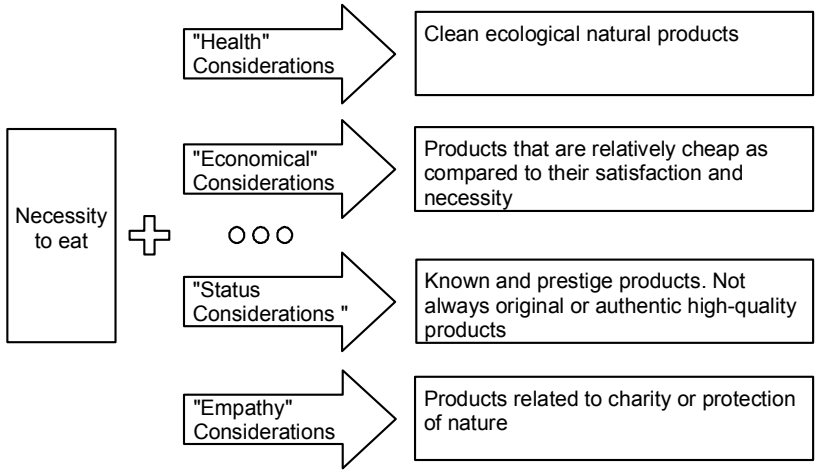 "Health"
Considerations
Clean ecological natural products
"Economical"
Considerations
Products that are relatively cheap as
compared to their satisfaction and
necessity
Necessity
to eat
"Status
Considerations "
Known and prestige products. Not
always original or authentic high-quality
products
"Empathy"
Considerations
Products related to charity or protection
of nature